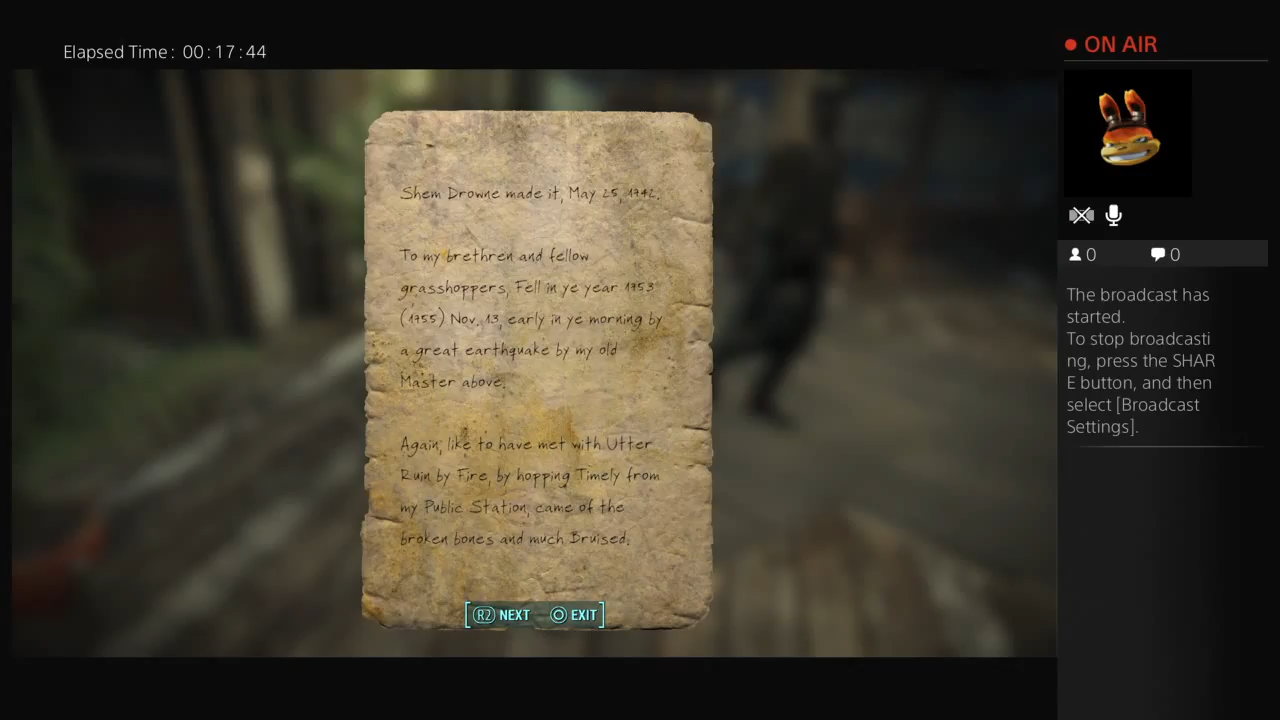 Elapsed Time: 00:17:44
ON AIR
Shem Drowne made it, May 25, 1742.
To my brethren and fellow
grasshoppers, Fell in ye year 1753
(1755) Nov. 13, early in ye morning by
a great earthquake by my old
Master above.
Again, like to have met with Utter
Ruin by Fire, by hopping Timely from
my Public Station, came of the
broken bones and much Bruised.
R2 NEXT EXIT
0 0
The broadcast has
started.
To stop broadcasti
ng, press the SHAR
E button, and then
select [Broadcast
Settings].